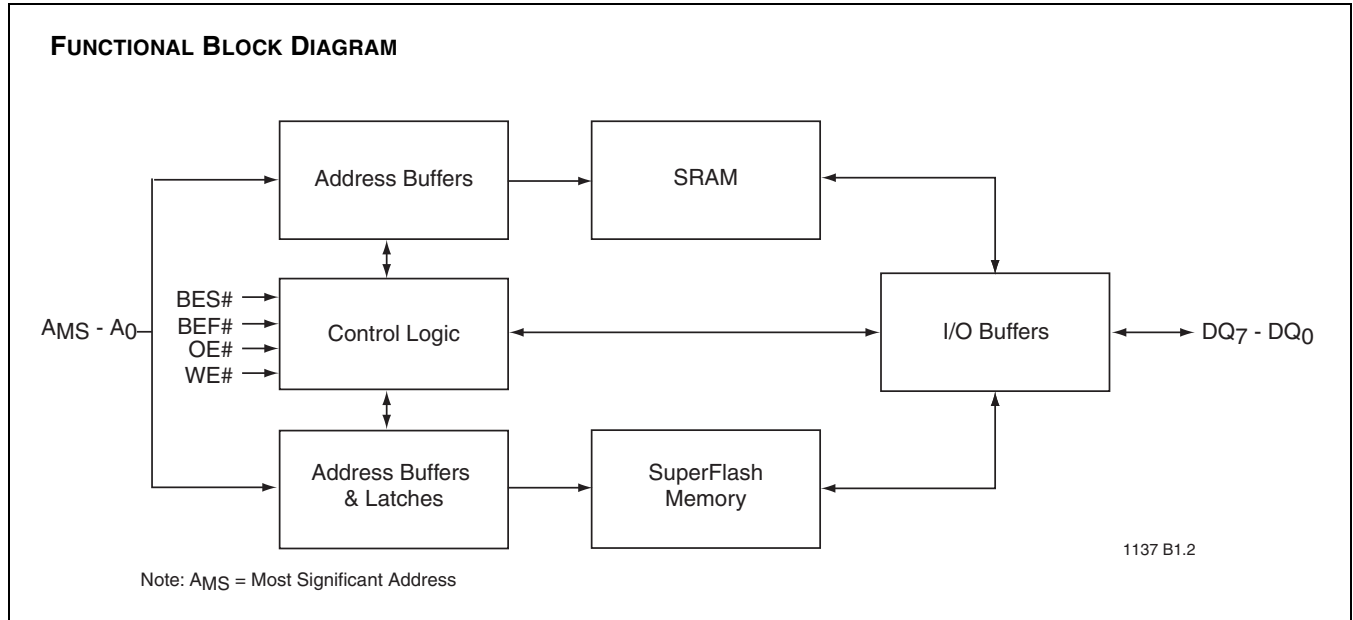 FUNCTIONAL BLOCK DIAGRAM
Address Buffers
SRAM
BES#
BEF#
OE#
WE#
AMS - A0
Control Logic
I/O Buffers
DQ7 - DQ0
Address Buffers
& Latches
SuperFlash
Memory
1137 B1.2
Note: AMS = Most Significant Address